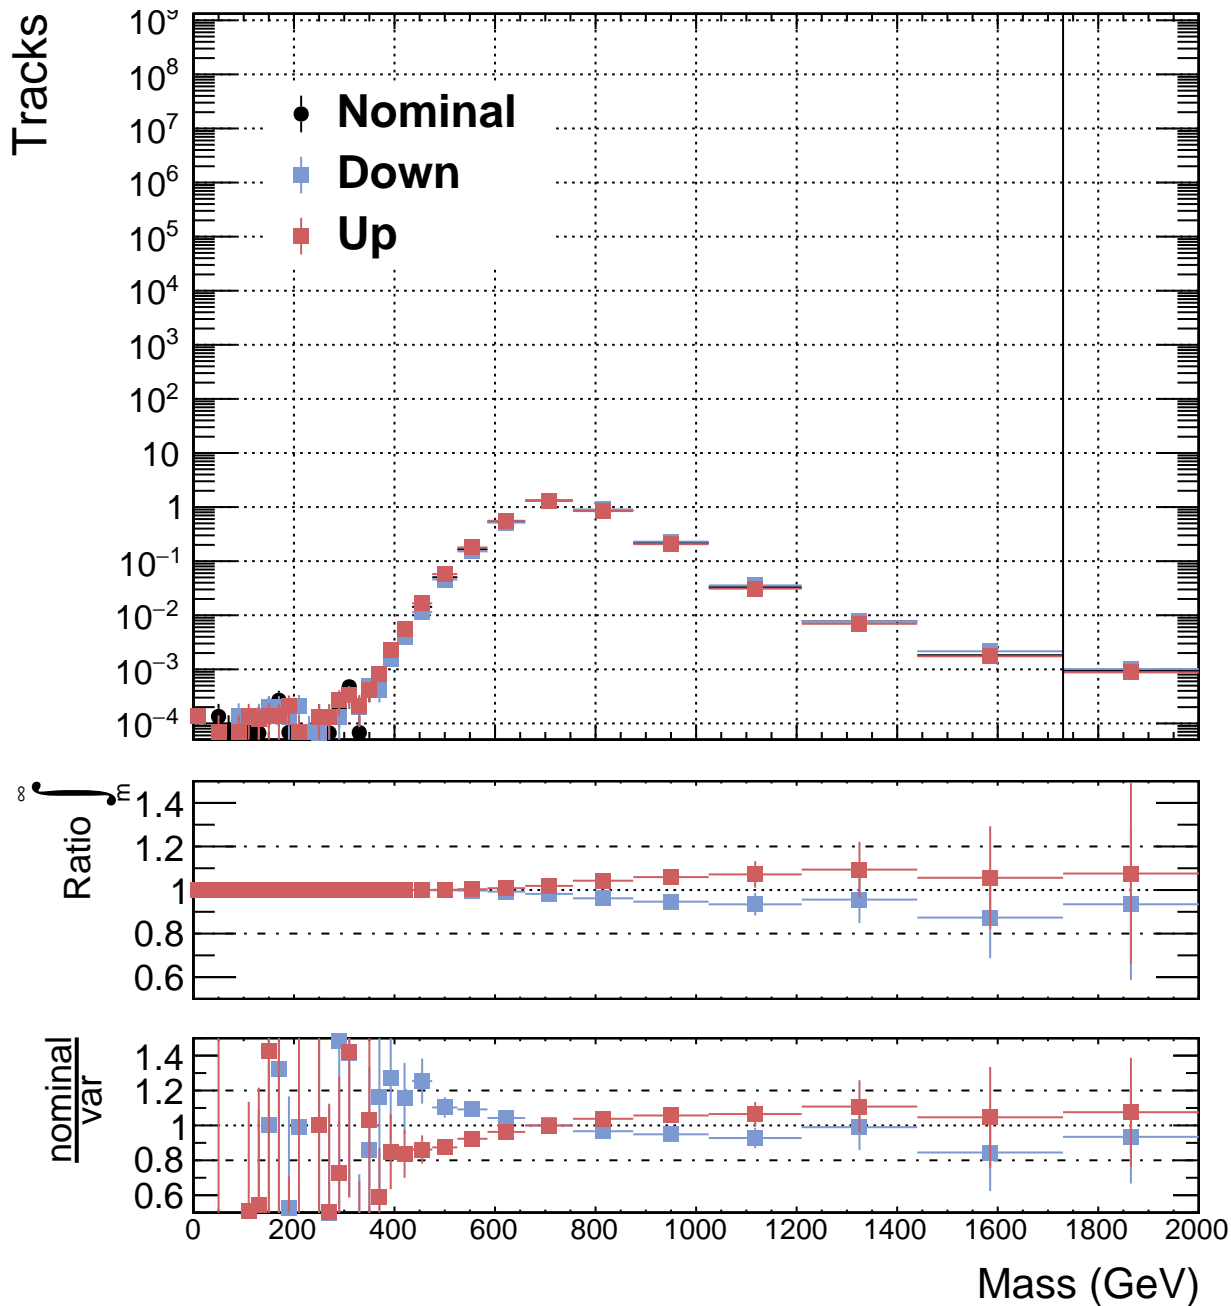 Tracks
10⁹
10⁸
10⁷
10⁶
10⁵
10⁴
10³
10²
10
1
10⁻¹
10⁻²
10⁻³
10⁻⁴
Nominal
Down
Up
Ratio ∫ₘ^∞
1.4
1.2
1
0.8
0.6
nominal
var
1.4
1.2
1
0.8
0.6
0 200 400 600 800 1000 1200 1400 1600 1800 2000
Mass (GeV)